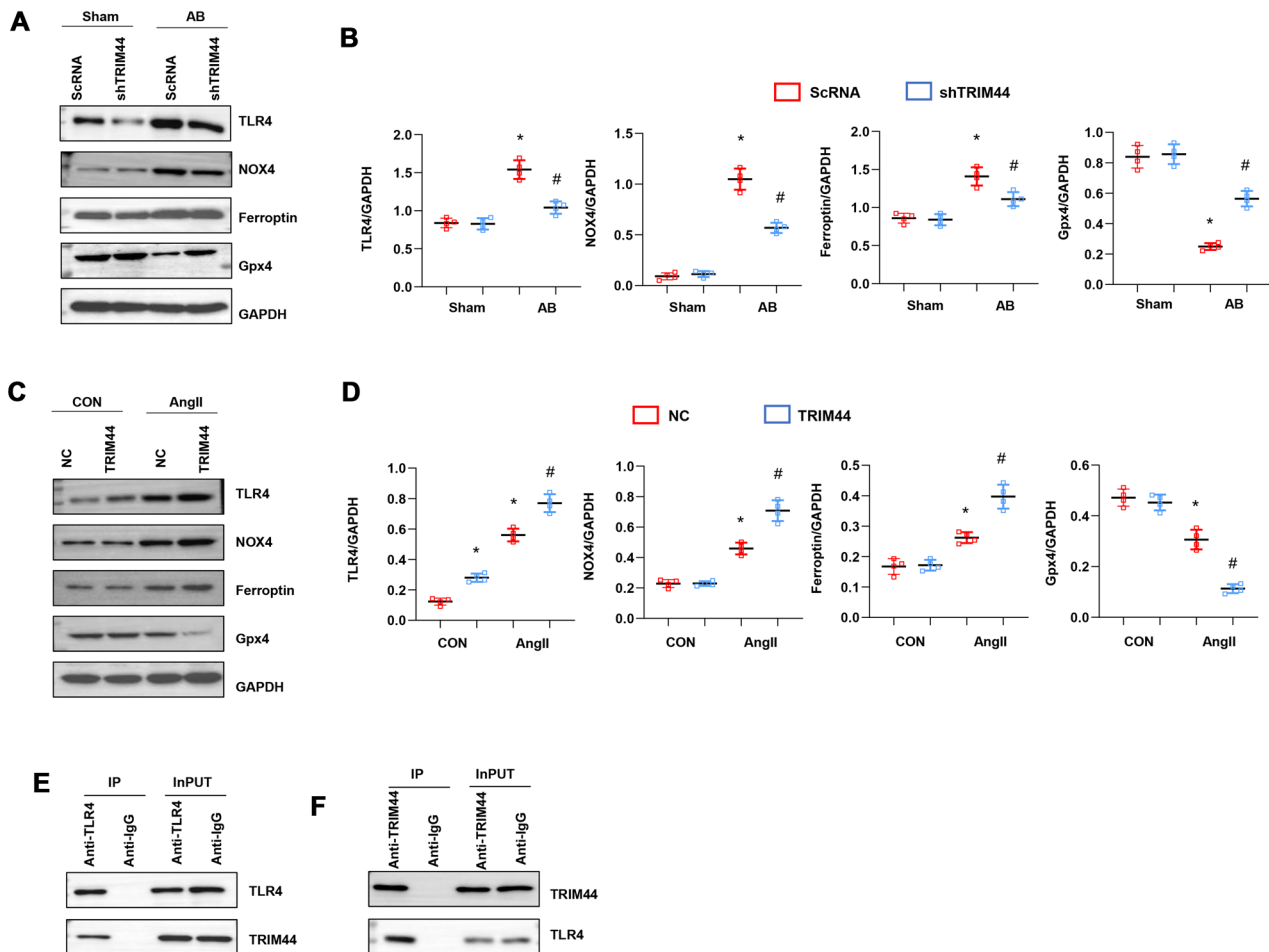 A
Sham AB
ScRNA shTRIM44 ScRNA shTRIM44
TLR4
NOX4
Ferroptin
Gpx4
GAPDH
B
ScRNA shTRIM44
TLR4/GAPDH
2.0
1.5
1.0
0.5
0.0
* #
Sham AB
NOX4/GAPDH
1.5
1.0
0.5
0.0
* #
Sham AB
Ferroptin/GAPDH
2.0
1.5
1.0
0.5
0.0
* #
Sham AB
Gpx4/GAPDH
1.0
0.8
0.6
0.4
0.2
0.0
* #
Sham AB
C
CON AngII
NC TRIM44 NC TRIM44
TLR4
NOX4
Ferroptin
Gpx4
GAPDH
D
NC TRIM44
TLR4/GAPDH
1.0
0.8
0.6
0.4
0.2
0.0
* * #
CON AngII
NOX4/GAPDH
1.0
0.8
0.6
0.4
0.2
0.0
* #
CON AngII
Ferroptin/GAPDH
0.5
0.4
0.3
0.2
0.1
0.0
* #
CON AngII
Gpx4/GAPDH
0.6
0.4
0.2
0.0
* #
CON AngII
E
IP InPUT
Anti-TLR4 Anti-IgG Anti-TLR4 Anti-IgG
TLR4
TRIM44
F
IP InPUT
Anti-TRIM44 Anti-IgG Anti-TRIM44 Anti-IgG
TRIM44
TLR4